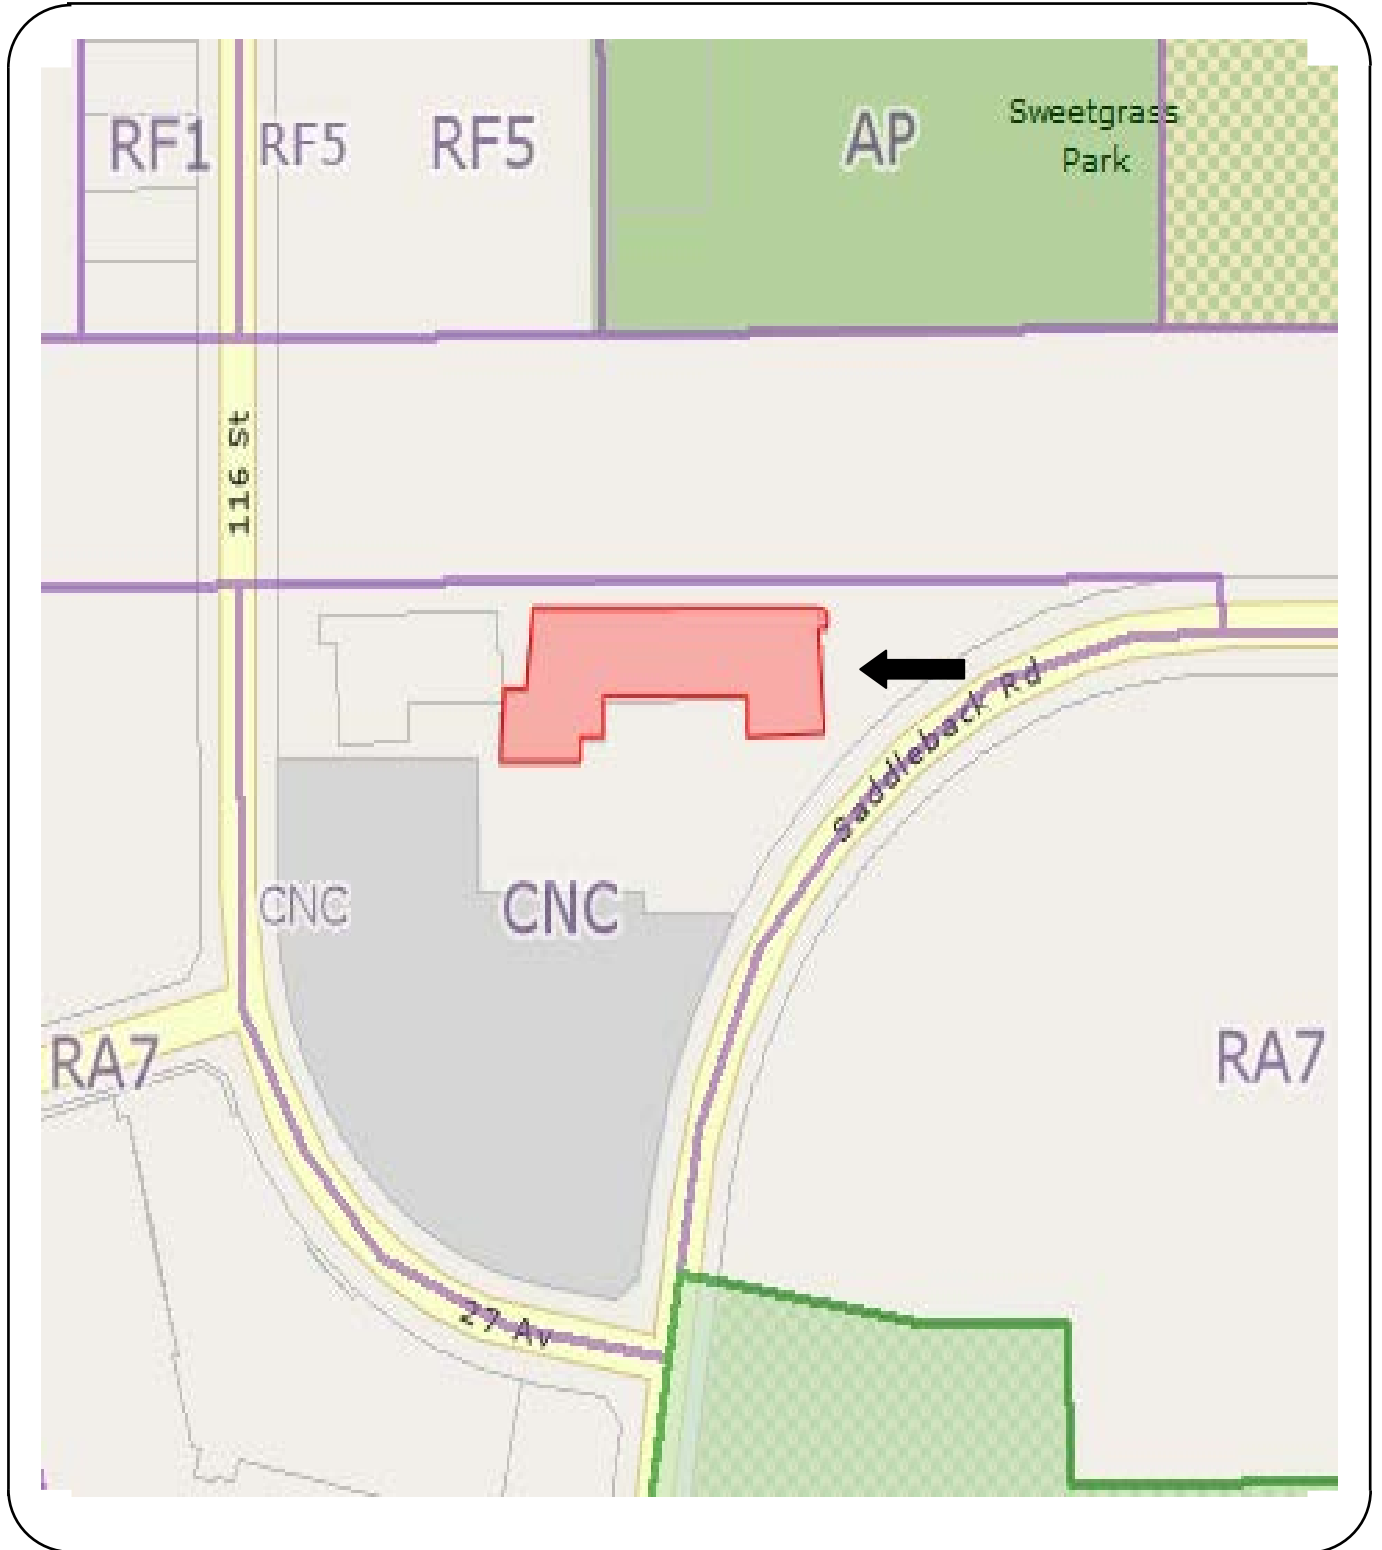 RF1
RF5
RF5
AP
Sweetgrass
Park
116 St
Saddleback Rd
CNC
CNC
RA7
RA7
27 Av